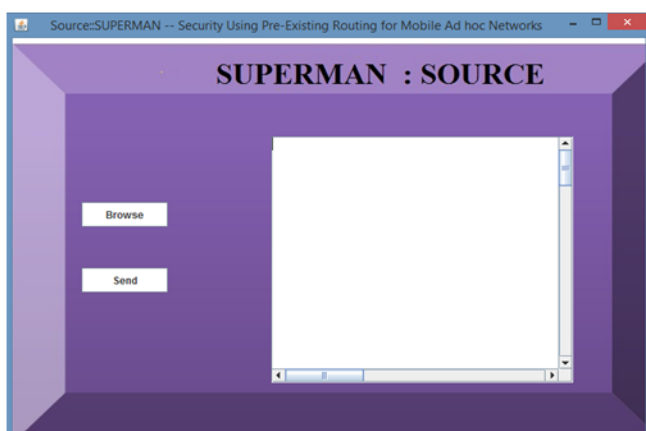 Source::SUPERMAN -- Security Using Pre-Existing Routing for Mobile Ad hoc Networks
SUPERMAN : SOURCE
Browse
Send